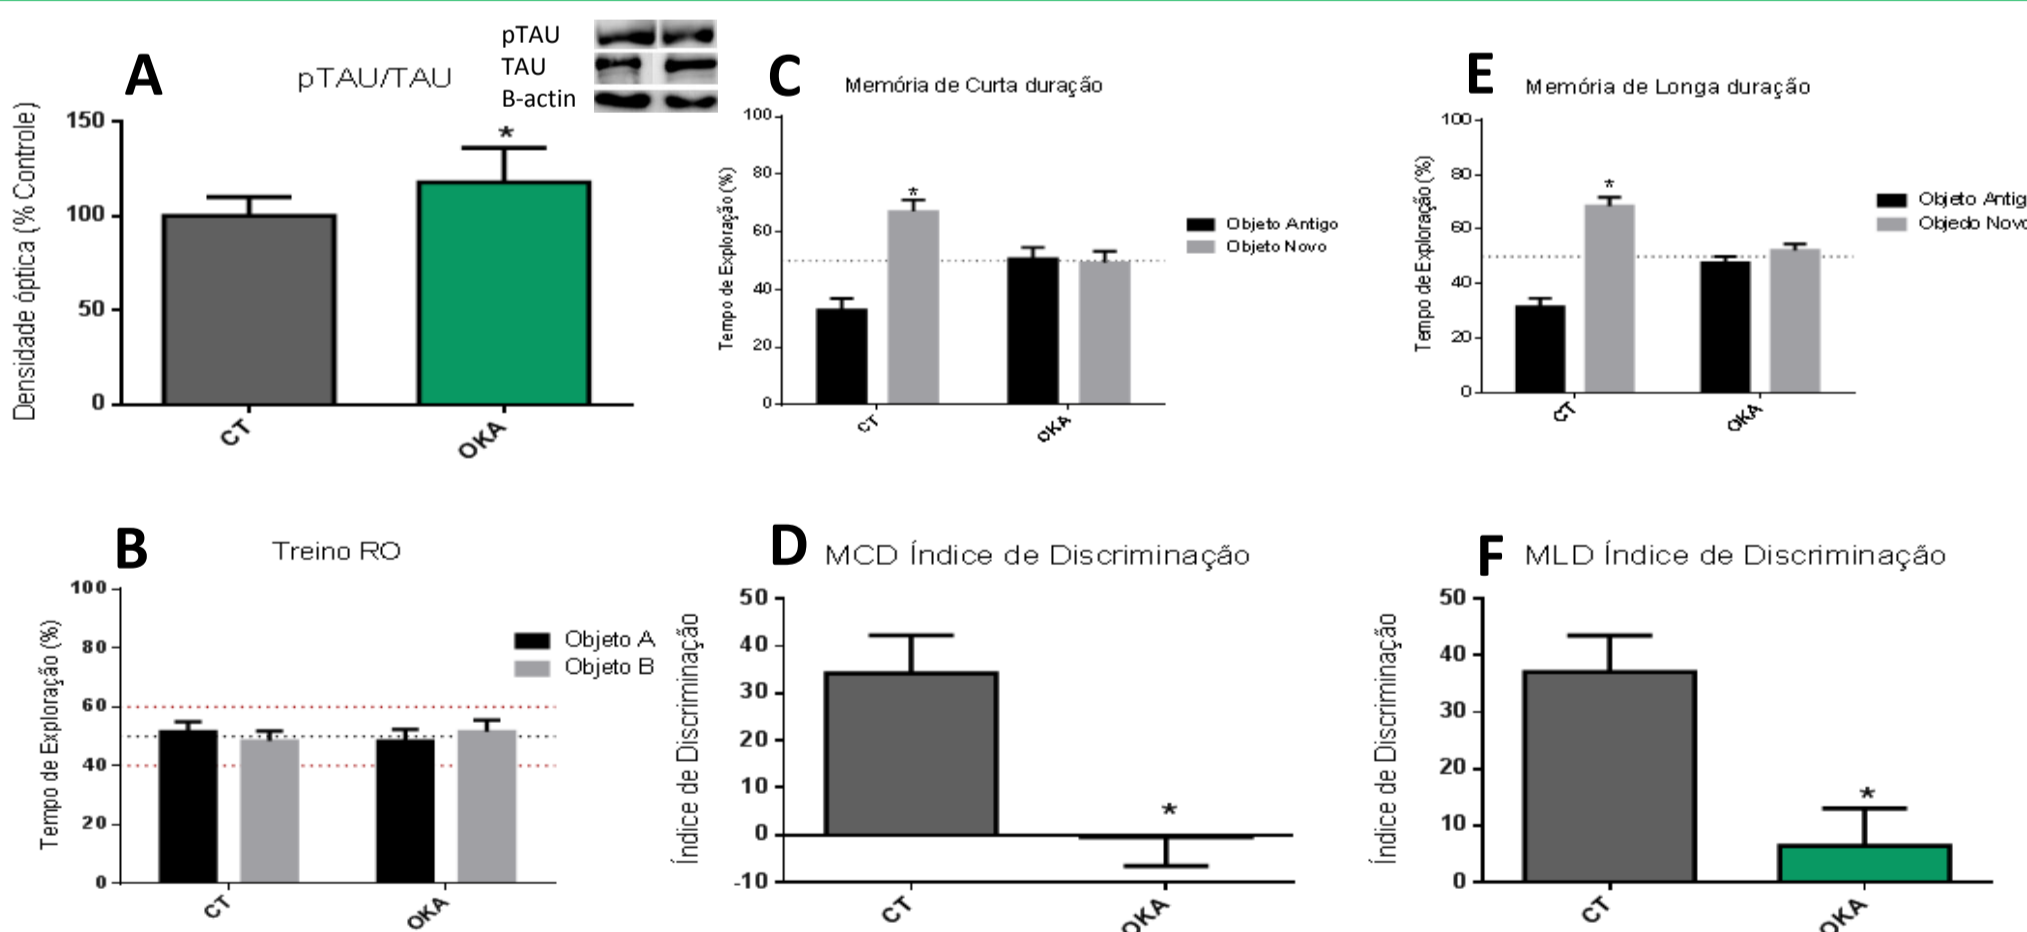 A
pTAU/TAU
pTAU
TAU
B-actin
Densidade óptica (% Controle)
150
100
50
0
*
CT
OKA
C
Memória de Curta duração
Tempo de Exploração (%)
100
80
60
40
20
0
*
CT
OKA
Objeto Antigo
Objeto Novo
E
Memória de Longa duração
Tempo de Exploração (%)
100
80
60
40
20
0
*
CT
OKA
Objeto Antig
Objedo Novo
B
Treino RO
Tempo de Exploração (%)
100
80
60
40
20
0
CT
OKA
Objeto A
Objeto B
D
MCD Índice de Discriminação
Índice de Discriminação
50
40
30
20
10
0
-10
*
CT
OKA
F
MLD Índice de Discriminação
Índice de Discriminação
50
40
30
20
10
0
*
CT
OKA